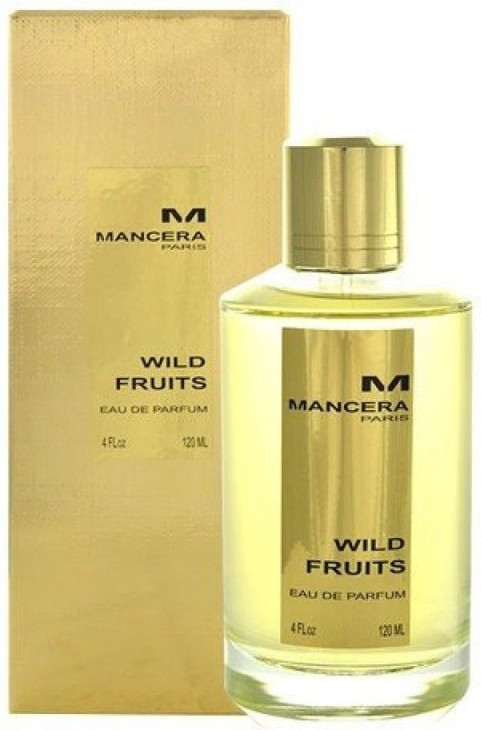 M
MANCERA
PARIS
WILD
FRUITS
EAU DE PARFUM
4 FLoz 120 ML
M
MANCERA
PARIS
WILD
FRUITS
EAU DE PARFUM
4 FLoz 120 ML